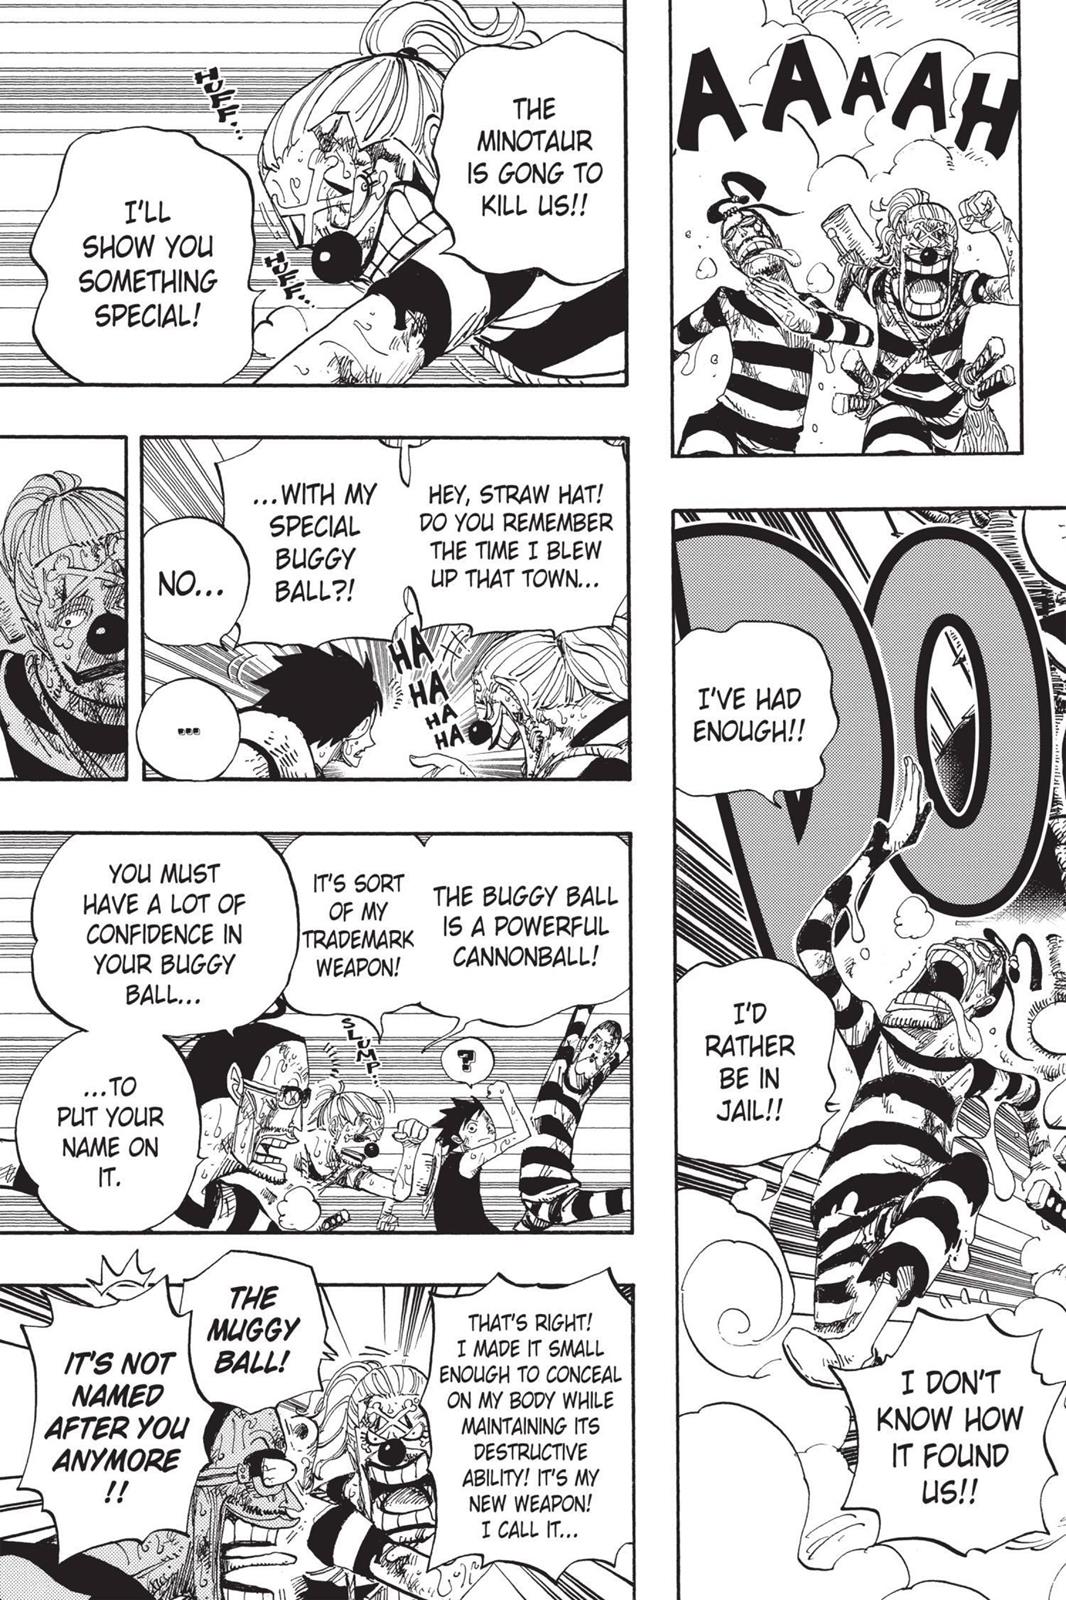 AAAAH
DO
I'VE HAD
ENOUGH!!
I'D
RATHER
BE IN
JAIL!!
I DON'T
KNOW HOW
IT FOUND
US!!
THE
MINOTAUR
IS GONG TO
KILL US!!
HUFF...
HUFF...
I'LL
SHOW YOU
SOMETHING
SPECIAL!
HEY, STRAW HAT!
DO YOU REMEMBER
THE TIME I BLEW
UP THAT TOWN...
...WITH MY
SPECIAL
BUGGY
BALL?!
HA
HA
HA
HA
NO...
...
THE BUGGY BALL
IS A POWERFUL
CANNONBALL!
IT'S SORT
OF MY
TRADEMARK
WEAPON!
?
SLUMP...
YOU MUST
HAVE A LOT OF
CONFIDENCE IN
YOUR BUGGY
BALL...
...TO
PUT YOUR
NAME ON
IT.
THAT'S RIGHT!
I MADE IT SMALL
ENOUGH TO CONCEAL
ON MY BODY WHILE
MAINTAINING ITS
DESTRUCTIVE
ABILITY! IT'S MY
NEW WEAPON!
I CALL IT...
THE
MUGGY
BALL!
IT'S NOT
NAMED
AFTER YOU
ANYMORE
!!